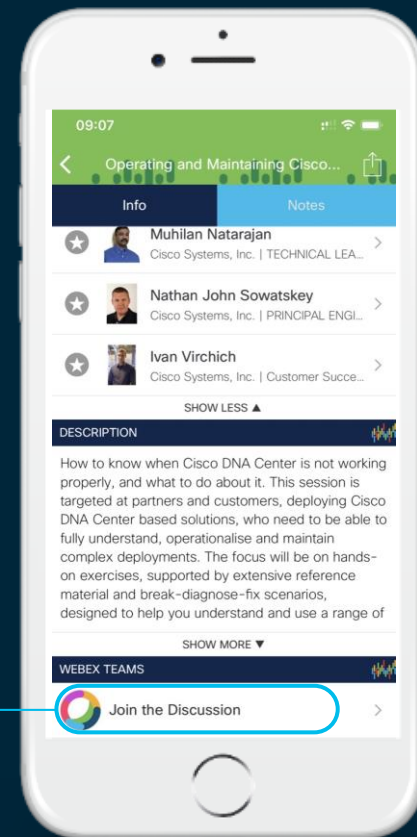 09:07
Operating and Maintaining Cisco...
Info
Notes
Muhilan Natarajan
Cisco Systems, Inc. | TECHNICAL LEA...
Nathan John Sowatskey
Cisco Systems, Inc. | PRINCIPAL ENGI...
Ivan Virchich
Cisco Systems, Inc. | Customer Succe...
SHOW LESS ▲
DESCRIPTION
How to know when Cisco DNA Center is not working
properly, and what to do about it. This session is
targeted at partners and customers, deploying Cisco
DNA Center based solutions, who need to be able to
fully understand, operationalise and maintain
complex deployments. The focus will be on hands-
on exercises, supported by extensive reference
material and break-diagnose-fix scenarios,
designed to help you understand and use a range of
SHOW MORE ▼
WEBEX TEAMS
Join the Discussion